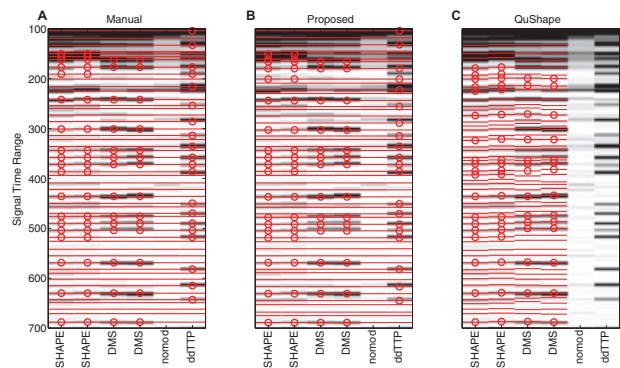 A Manual
B Proposed
C QuShape
Signal Time Range
100
200
300
400
500
600
700
SHAPE SHAPE DMS DMS nomod ddTTP
SHAPE SHAPE DMS DMS nomod ddTTP
SHAPE SHAPE DMS DMS nomod ddTTP